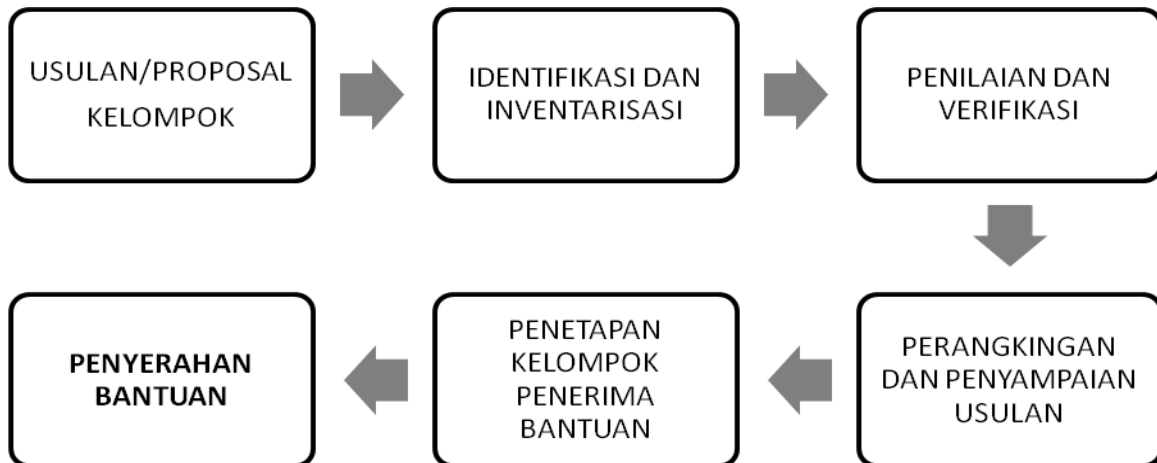 USULAN/PROPOSAL
KELOMPOK
IDENTIFIKASI DAN
INVENTARISASI
PENILAIAN DAN
VERIFIKASI
PERANGKINGAN
DAN PENYAMPAIAN
USULAN
PENETAPAN
KELOMPOK
PENERIMA
BANTUAN
PENYERAHAN
BANTUAN